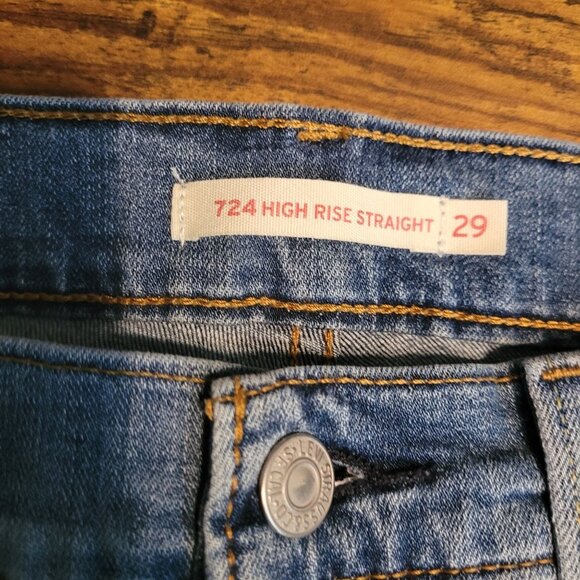 724 HIGH RISE STRAIGHT 29
LEVI STRAUSS & CO.